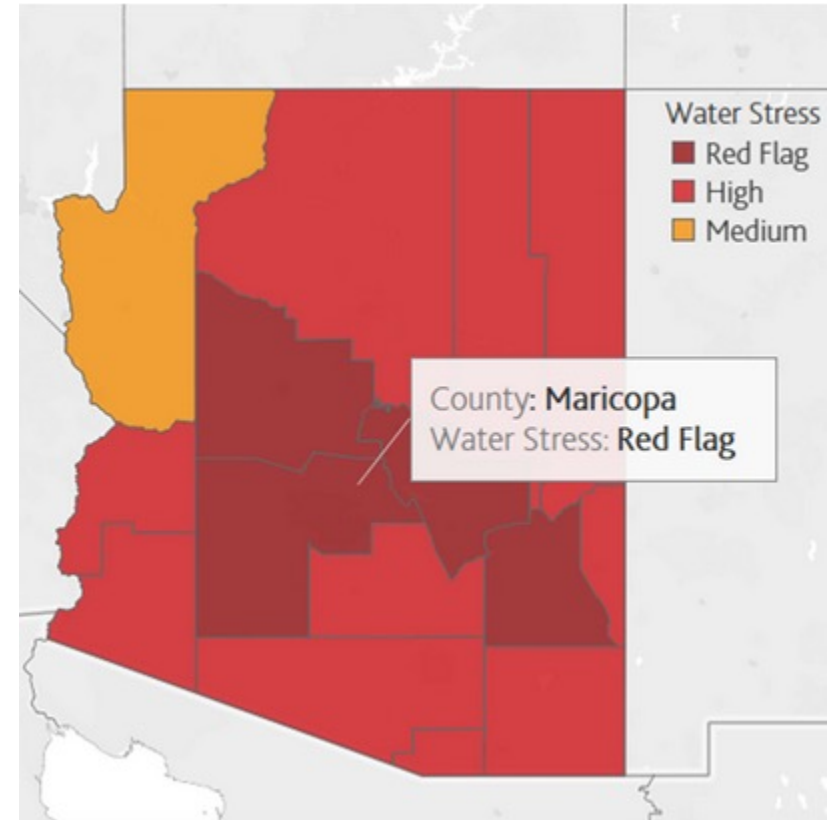 Water Stress
Red Flag
High
Medium
County: Maricopa
Water Stress: Red Flag